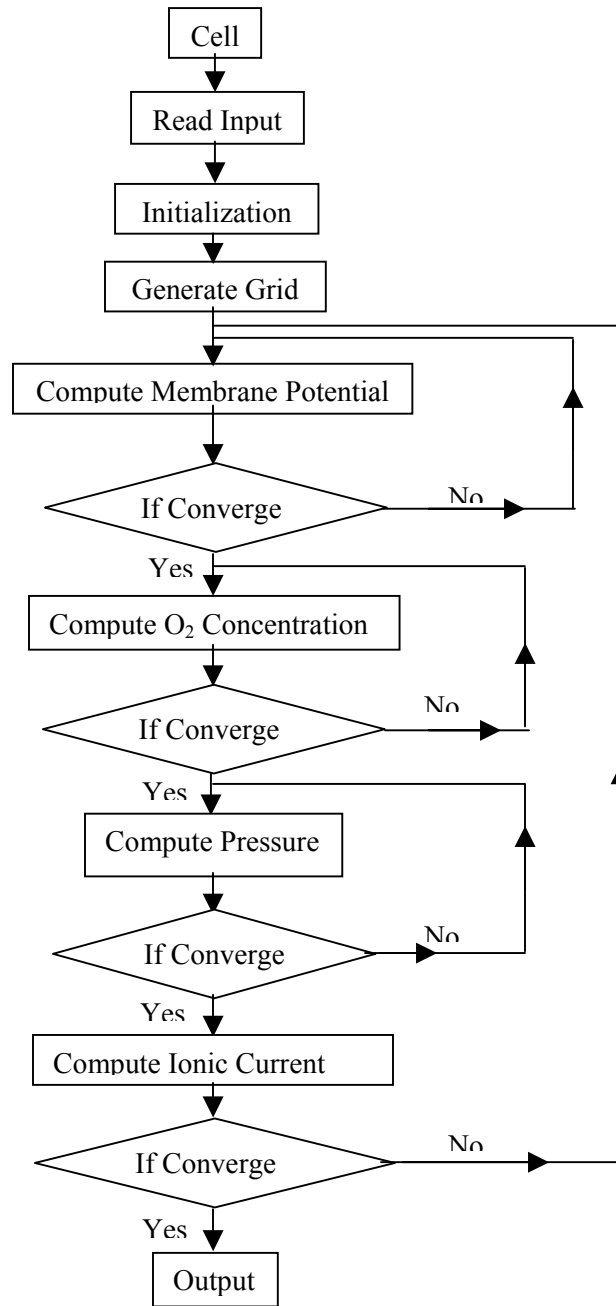 Cell
Read Input
Initialization
Generate Grid
Compute Membrane Potential
If Converge
No
Yes
Compute O₂ Concentration
If Converge
No
Yes
Compute Pressure
If Converge
No
Yes
Compute Ionic Current
If Converge
No
Yes
Output